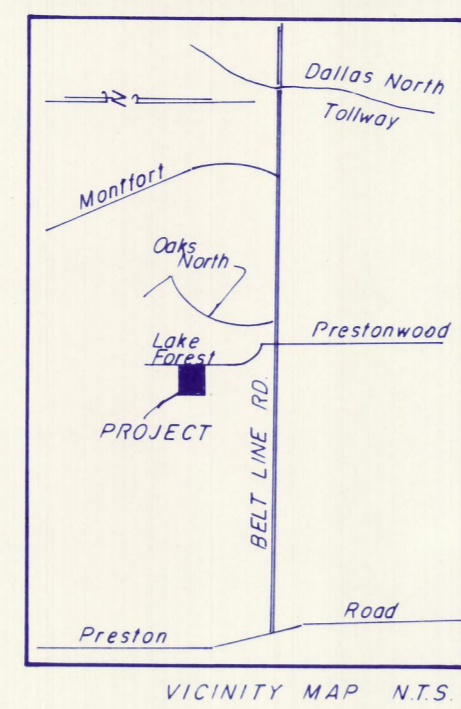 Dallas North
Tollway
N
Montfort
Oaks
North
Prestonwood
Lake
Forest
PROJECT
BELT LINE RD.
Road
Preston
VICINITY MAP N.T.S.